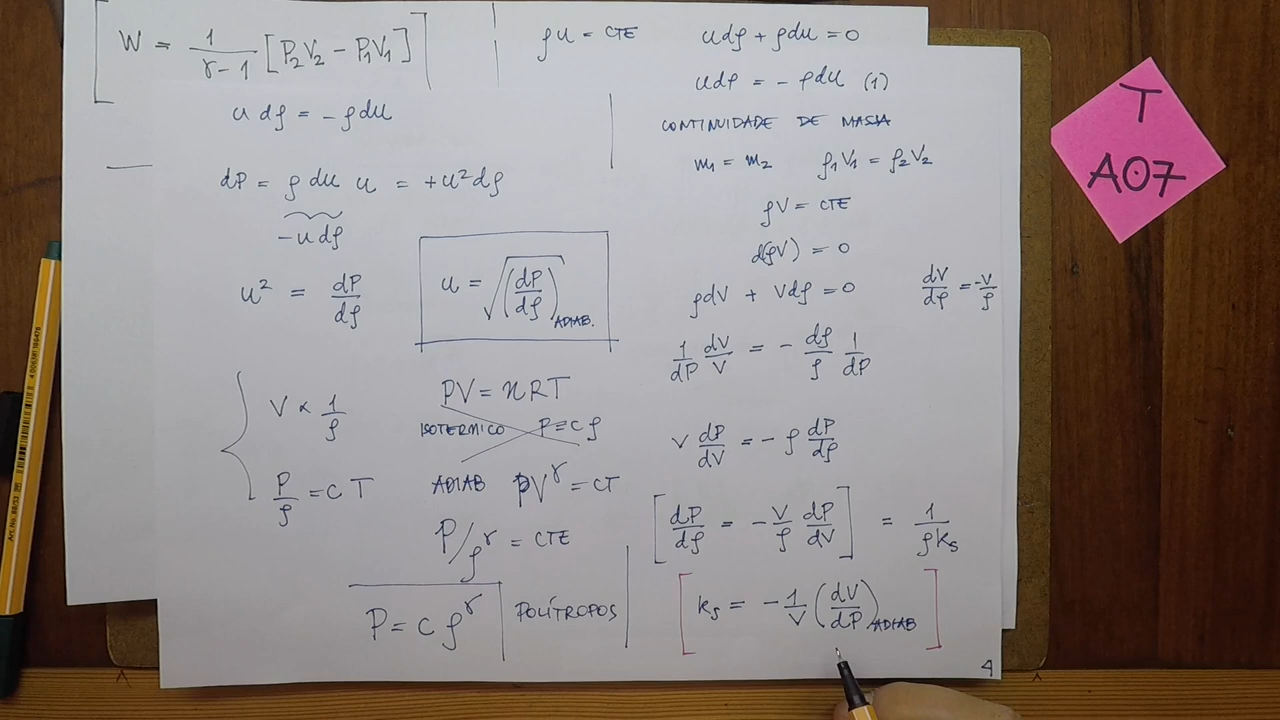 W = 1/(γ-1) [P₂V₂ - P₁V₁]
u dρ = - ρ du
dP = ρ du u = +u² dρ
-u dρ
u² = dP/dρ
u = √(dP/dρ)ADIAB.
V ∝ 1/ρ
P/ρ = C T
PV = nRT
ISOTERMICO P = C ρ
ADIAB PV^γ = CT
P/ρ^γ = CTE
P = C ρ^γ
POLÍTROPOS
ρu = CTE
udρ + ρdu = 0
udρ = - ρdu (1)
CONTINUIDADE DE MASSA
m₁ = m₂ ρ₁V₁ = ρ₂V₂
ρV = CTE
d(ρV) = 0
ρdV + Vdρ = 0
dV/dρ = -V/ρ
1/dP dV/V = - dρ/ρ 1/dP
V dP/dV = - ρ dP/dρ
[dP/dρ = - V/ρ dP/dV] = 1/(ρks)
[ks = - 1/V (dV/dP)ADIAB]
4
T
A07